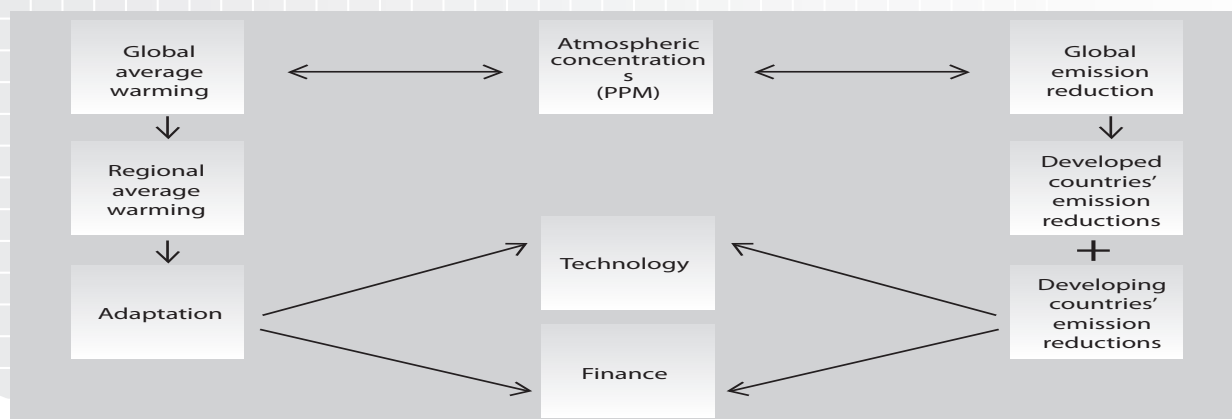 Global
average
warming
Atmospheric
concentration
s
(PPM)
Global
emission
reduction
Regional
average
warming
Developed
countries’
emission
reductions
+
Technology
Adaptation
Developing
countries’
emission
reductions
Finance